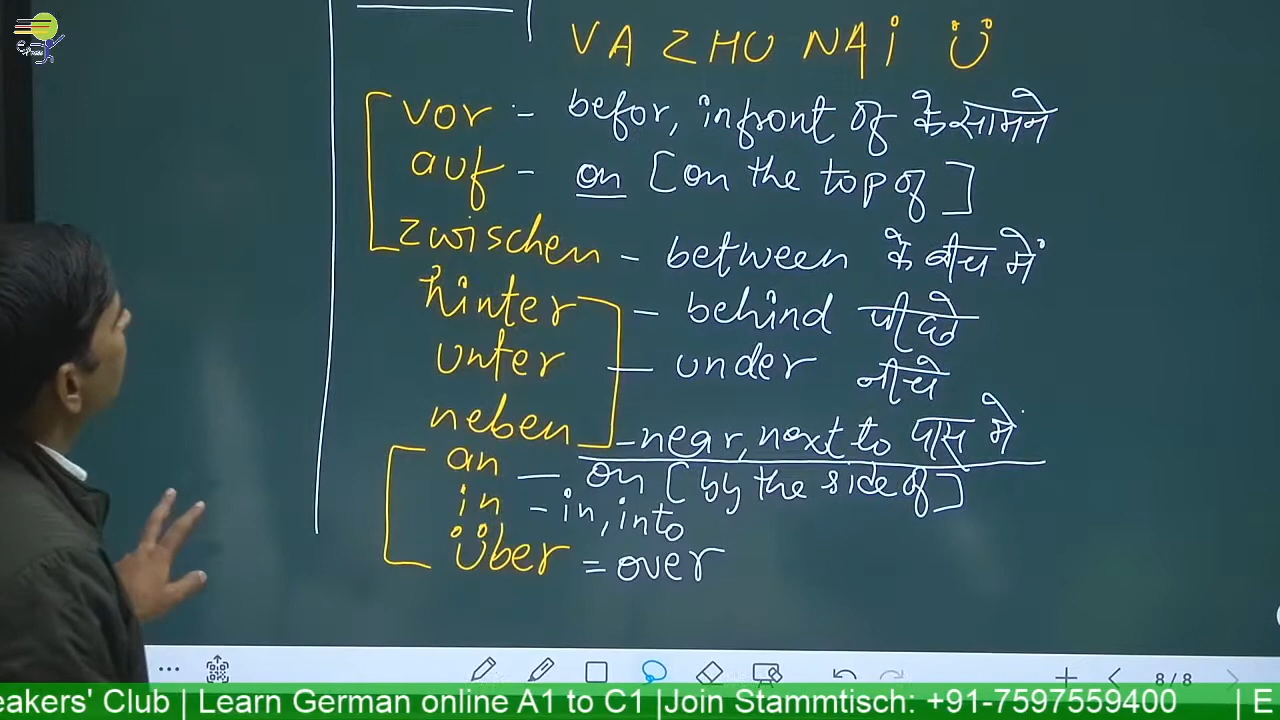 VA ZHU NAi Ü
vor :- befor, infront of के सामने
auf - on [on the top of]
zwischen - between के बीच में
hinter - behind पीछे
unter - under नीचे
neben - near, next to पास में
an - on [by the side of]
in - in, into
über = over
8/8
eakers' Club | Learn German online A1 to C1 |Join Stammtisch: +91-7597559400 | E